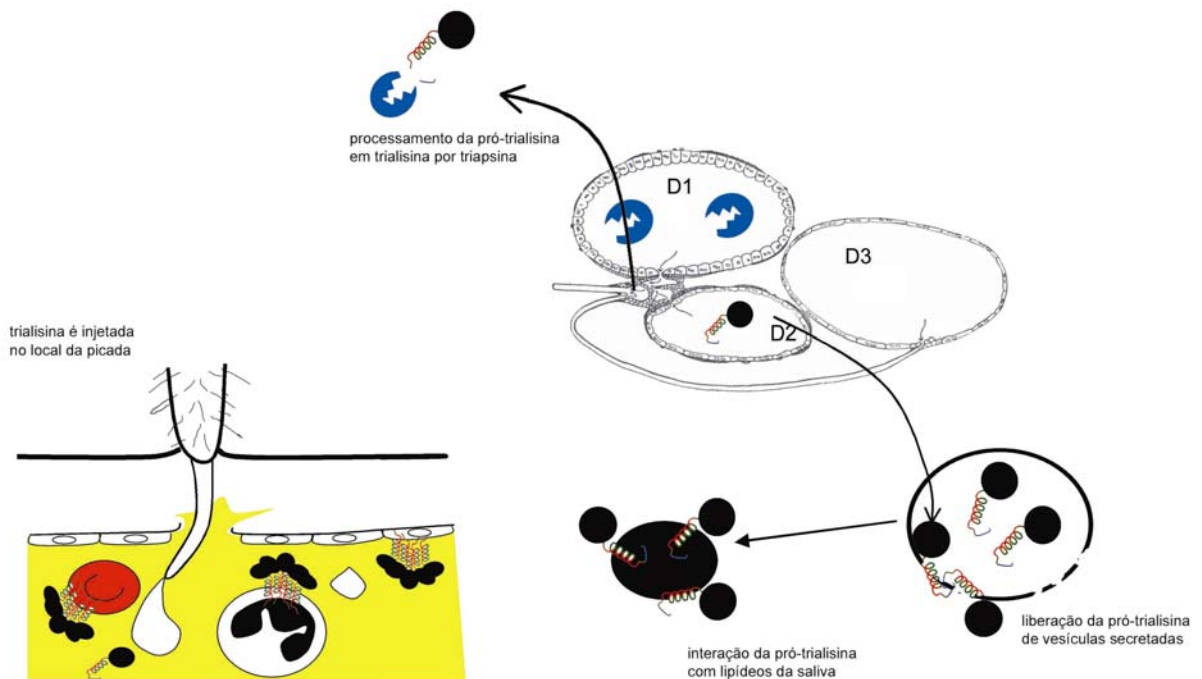 processamento da pró-trialisina
em trialisina por triapsina
D1
D3
D2
trialisina é injetada
no local da picada
liberação da pró-trialisina
de vesículas secretadas
interação da pró-trialisina
com lipídeos da saliva